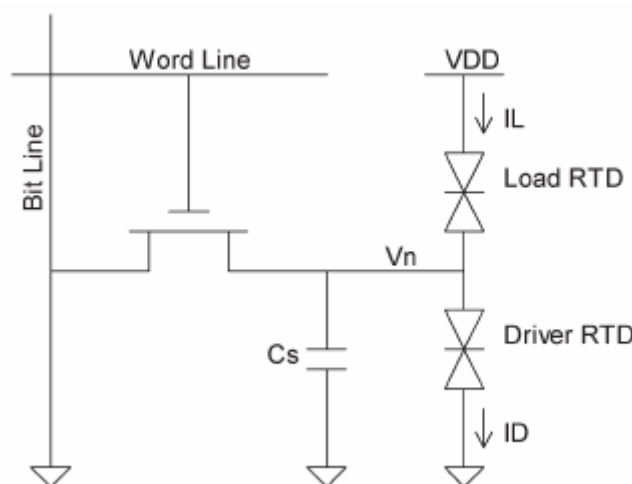 Word Line
VDD
IL
Bit Line
Load RTD
Vn
Cs
Driver RTD
ID